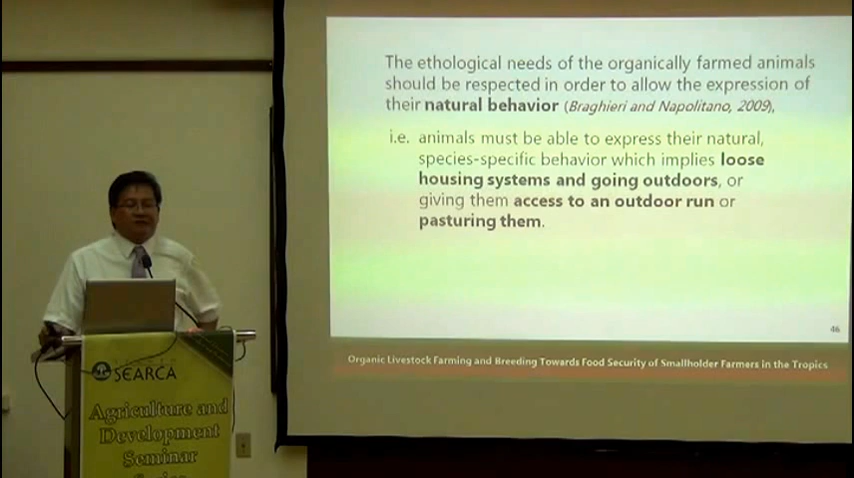 The ethological needs of the organically farmed animals
should be respected in order to allow the expression of
their natural behavior (Braghieri and Napolitano, 2009),
i.e. animals must be able to express their natural,
species-specific behavior which implies loose
housing systems and going outdoors, or
giving them access to an outdoor run or
pasturing them.
46
Organic Livestock Farming and Breeding Towards Food Security of Smallholder Farmers in the Tropics
SEARCA
Agriculture and
Development
Seminar